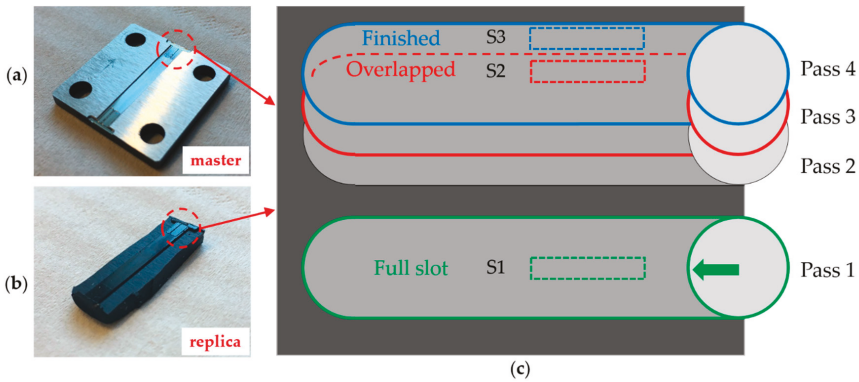 (a)
master
(b)
replica
Finished S3
Overlapped S2
Pass 4
Pass 3
Pass 2
Full slot S1
Pass 1
(c)